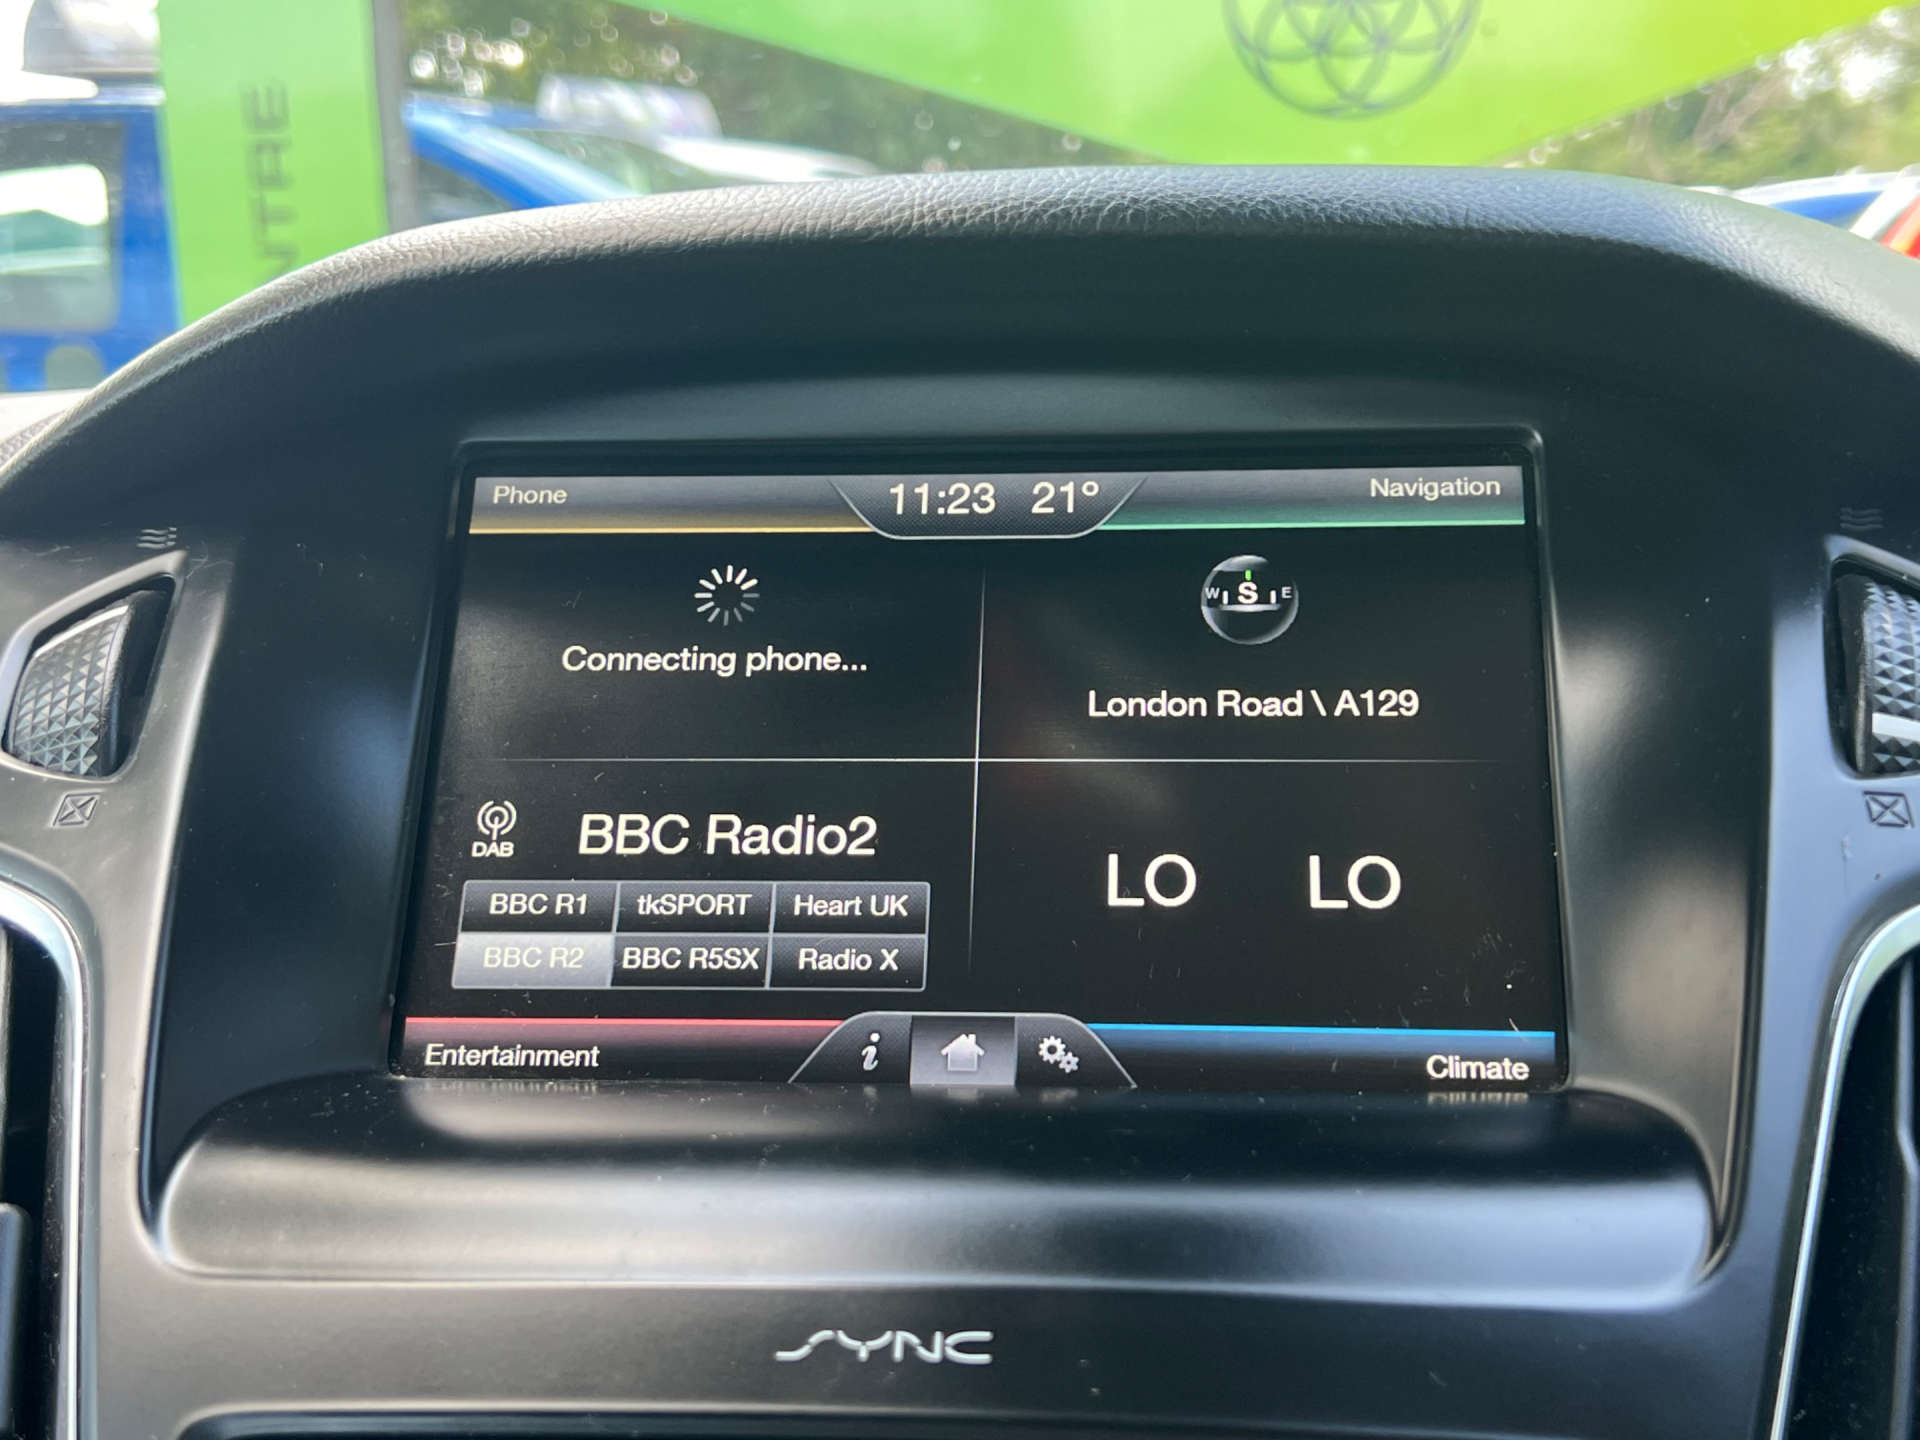 NTRE
Phone
11:23 21°
Navigation
Connecting phone...
W S E
London Road \ A129
DAB
BBC Radio2
LO LO
BBC R1 tkSPORT Heart UK
BBC R2 BBC R5SX Radio X
Entertainment
i
Climate
SYNC